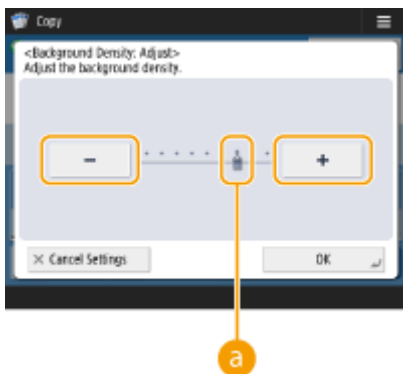 Copy
<Background Density: Adjust>
Adjust the background density.
-
+
× Cancel Settings
OK
a